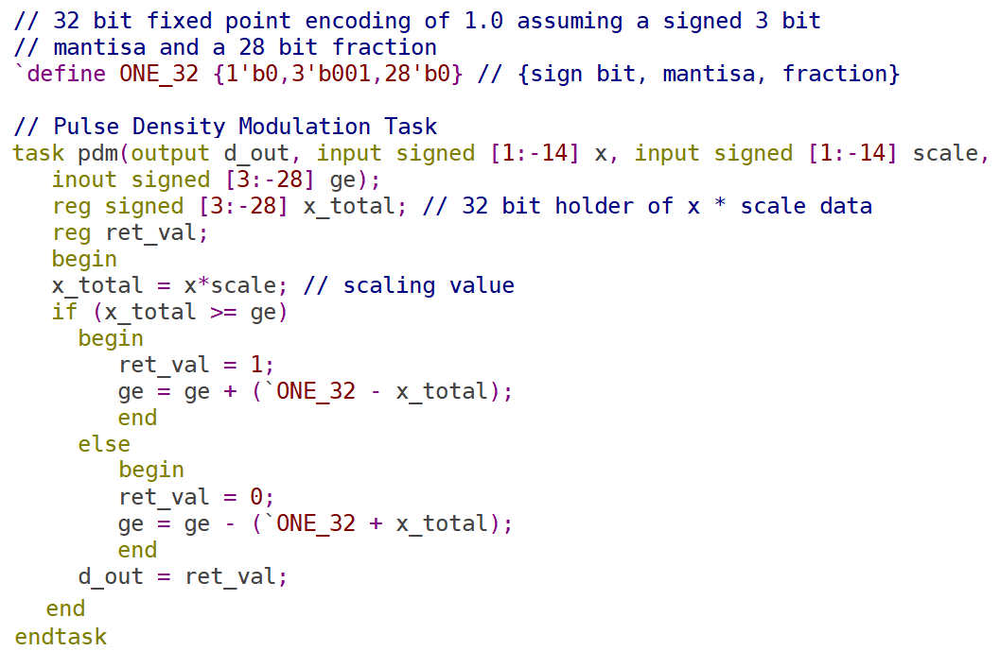 // 32 bit fixed point encoding of 1.0 assuming a signed 3 bit
// mantisa and a 28 bit fraction
`define ONE_32 {1'b0,3'b001,28'b0} // {sign bit, mantisa, fraction}

// Pulse Density Modulation Task
task pdm(output d_out, input signed [1:-14] x, input signed [1:-14] scale,
   inout signed [3:-28] ge);
   reg signed [3:-28] x_total; // 32 bit holder of x * scale data
   reg ret_val;
   begin
   x_total = x*scale; // scaling value
   if (x_total >= ge)
     begin
        ret_val = 1;
        ge = ge + (`ONE_32 - x_total);
        end
     else
        begin
        ret_val = 0;
        ge = ge - (`ONE_32 + x_total);
        end
     d_out = ret_val;
   end
endtask